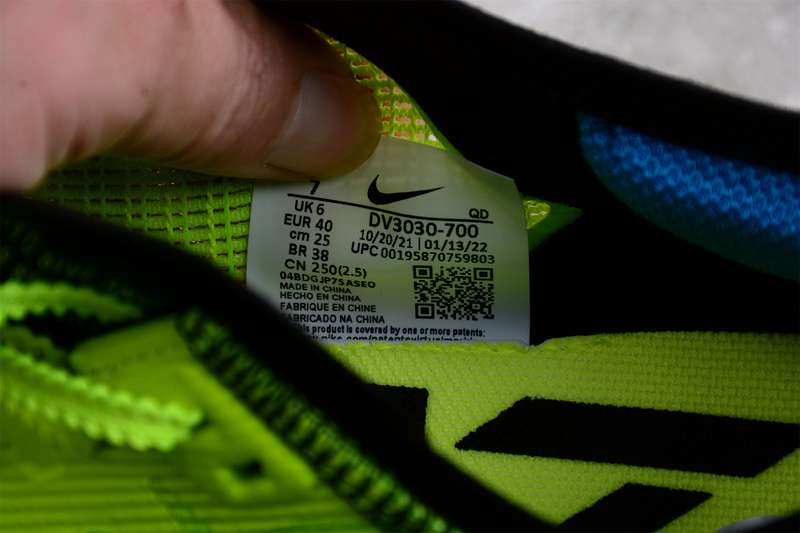 7
UK 6
EUR 40
cm 25
BR 38
CN 250(2.5)
QD
DV3030-700
10/20/21 | 01/13/22
UPC 00195870759803
04BDGJP7SASEO
MADE IN CHINA
HECHO EN CHINA
FABRIQUE EN CHINE
FABRICADO NA CHINA
this product is covered by one or more patents: